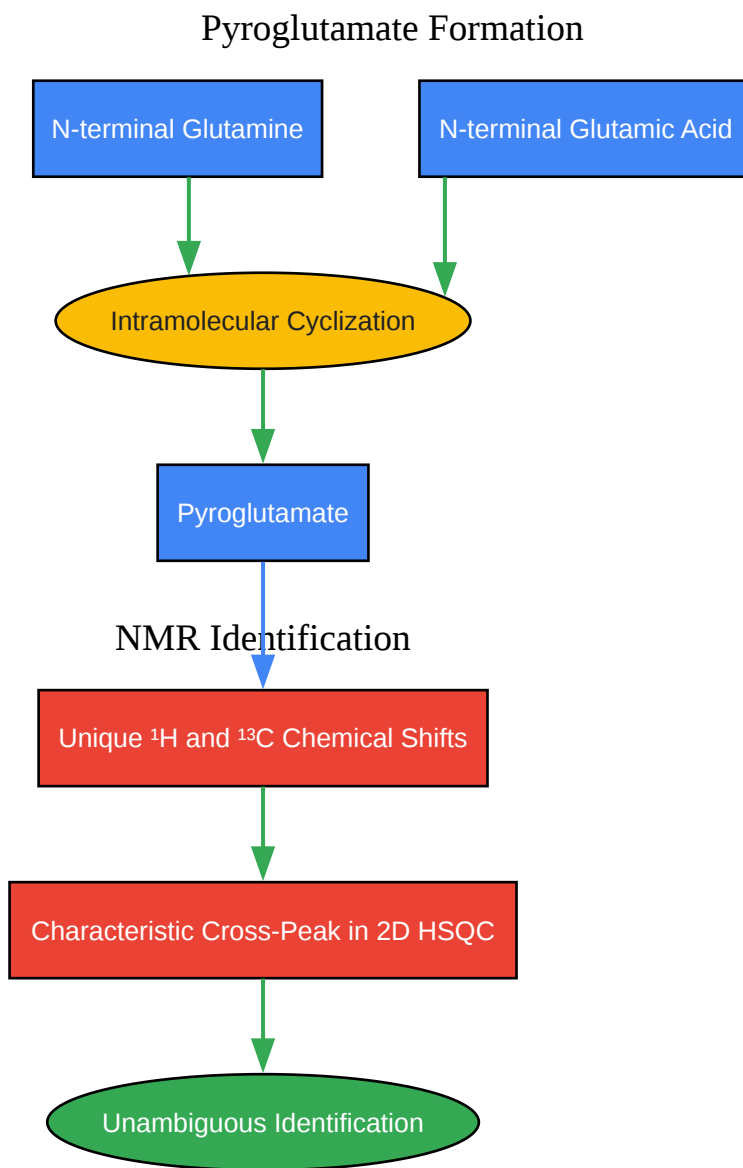 Pyroglutamate Formation
N-terminal Glutamine
N-terminal Glutamic Acid
Intramolecular Cyclization
Pyroglutamate
NMR Identification
Unique ¹H and ¹³C Chemical Shifts
Characteristic Cross-Peak in 2D HSQC
Unambiguous Identification